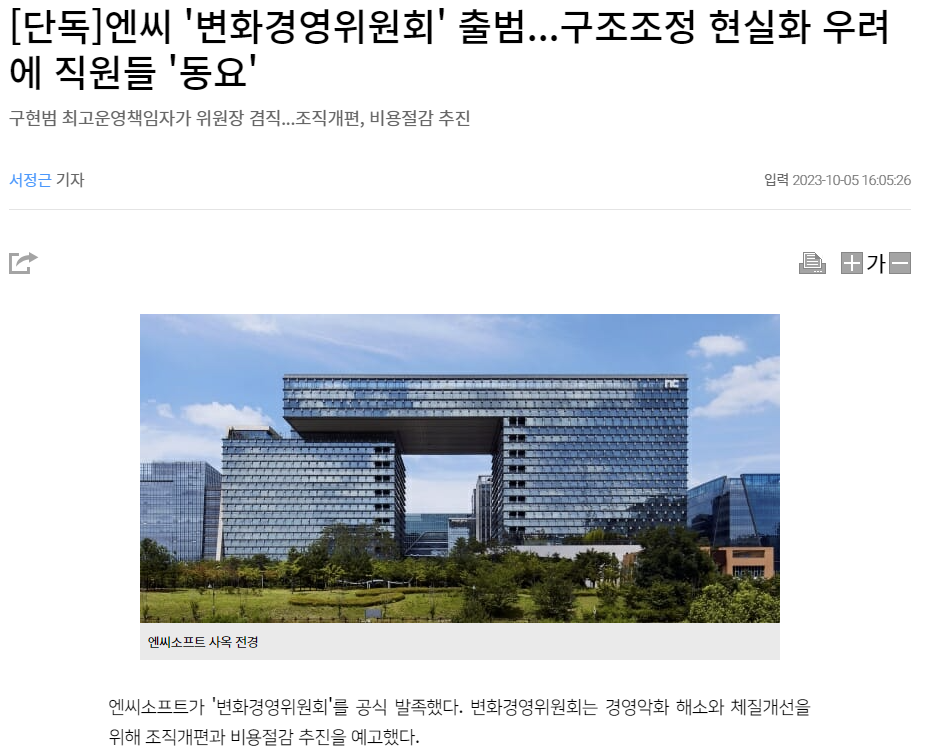 [단독]엔씨 '변화경영위원회' 출범...구조조정 현실화 우려
에 직원들 '동요'
구현범 최고운영책임자가 위원장 겸직...조직개편, 비용절감 추진
서정근 기자
입력 2023-10-05 16:05:26
가
nc
엔씨소프트 사옥 전경
엔씨소프트가 '변화경영위원회'를 공식 발족했다. 변화경영위원회는 경영악화 해소와 체질개선을
위해 조직개편과 비용절감 추진을 예고했다.